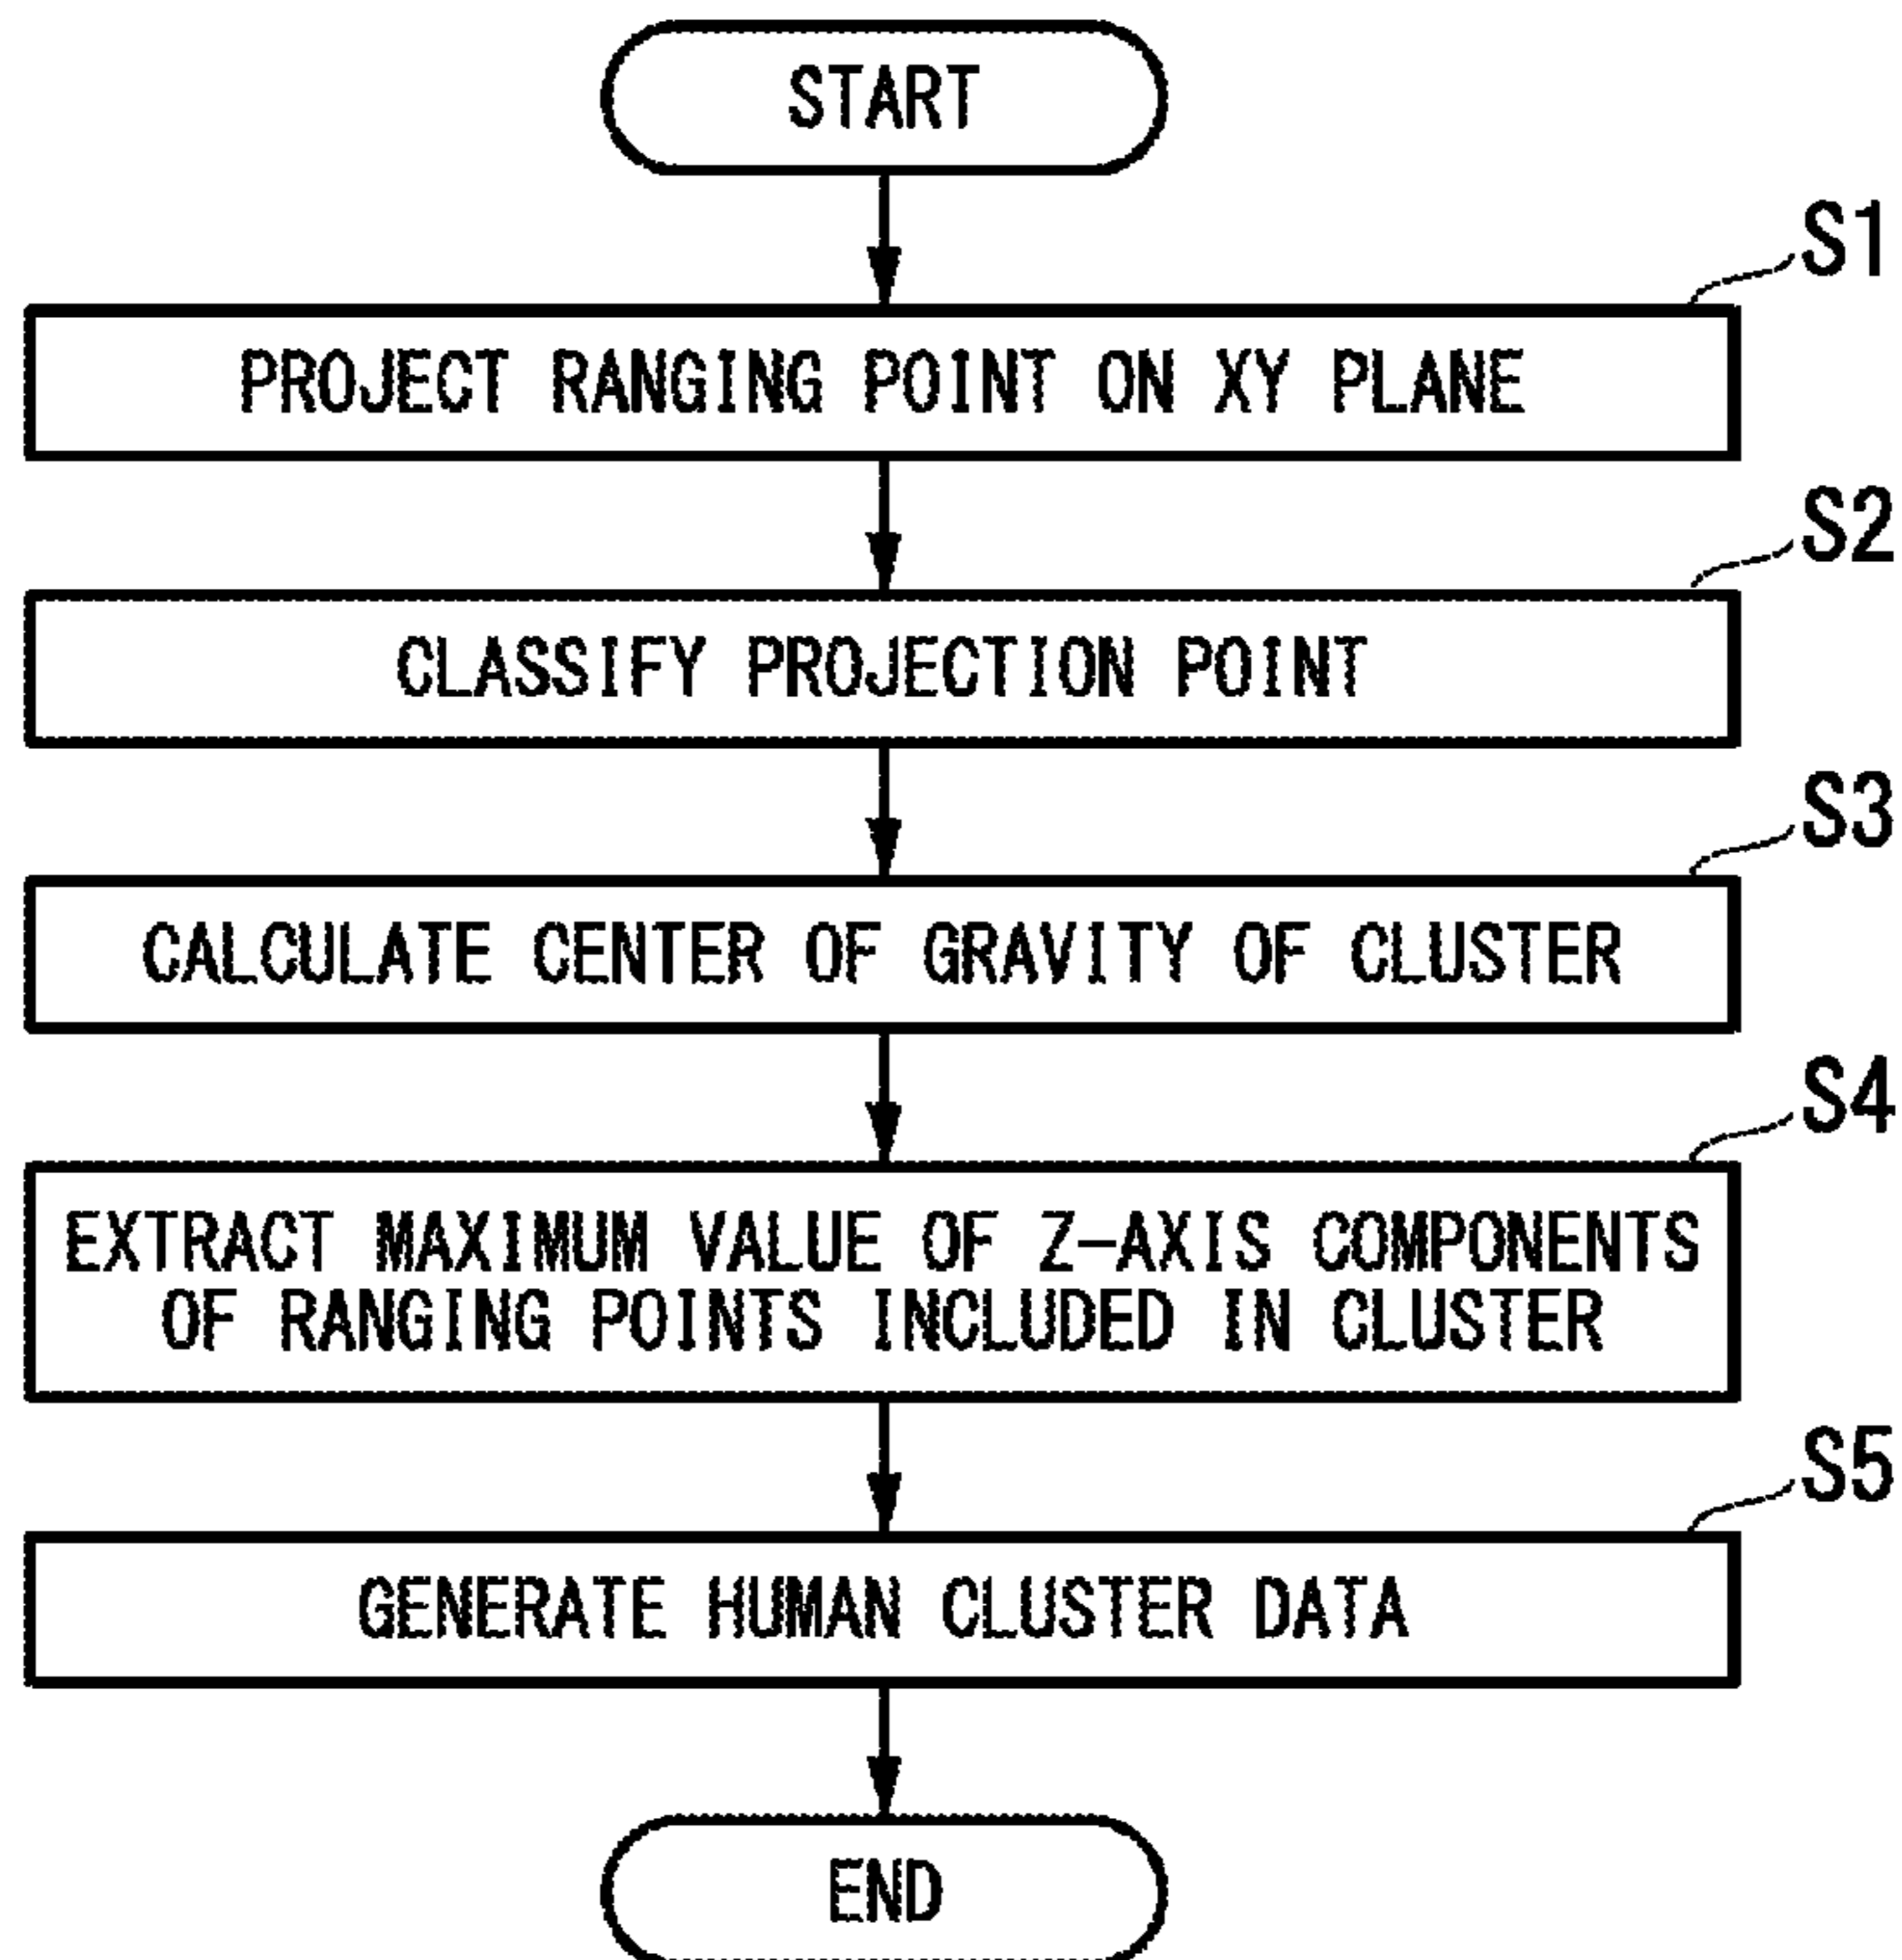 START
S1
PROJECT RANGING POINT ON XY PLANE
S2
CLASSIFY PROJECTION POINT
S3
CALCULATE CENTER OF GRAVITY OF CLUSTER
S4
EXTRACT MAXIMUM VALUE OF Z-AXIS COMPONENTS
OF RANGING POINTS INCLUDED IN CLUSTER
S5
GENERATE HUMAN CLUSTER DATA
END